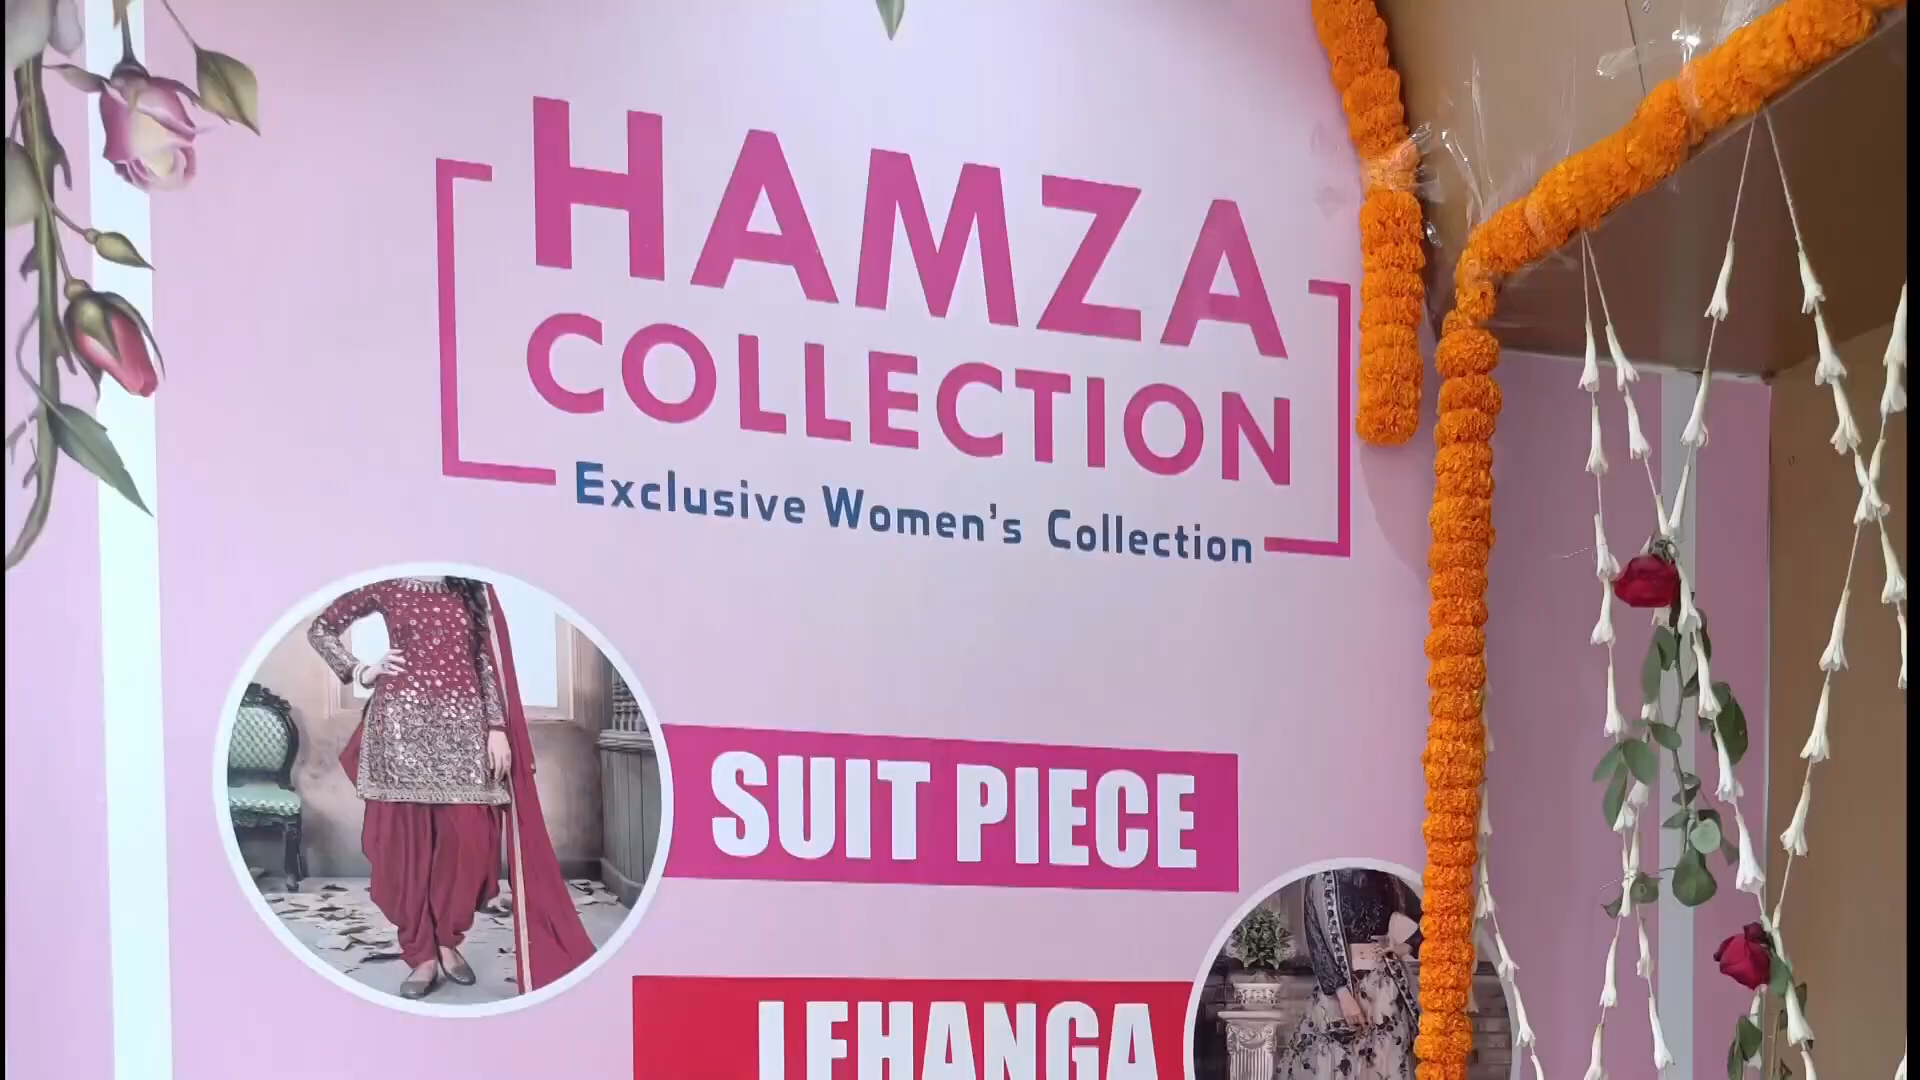 HAMZA
COLLECTION
Exclusive Women's Collection
SUIT PIECE
LEHANGA